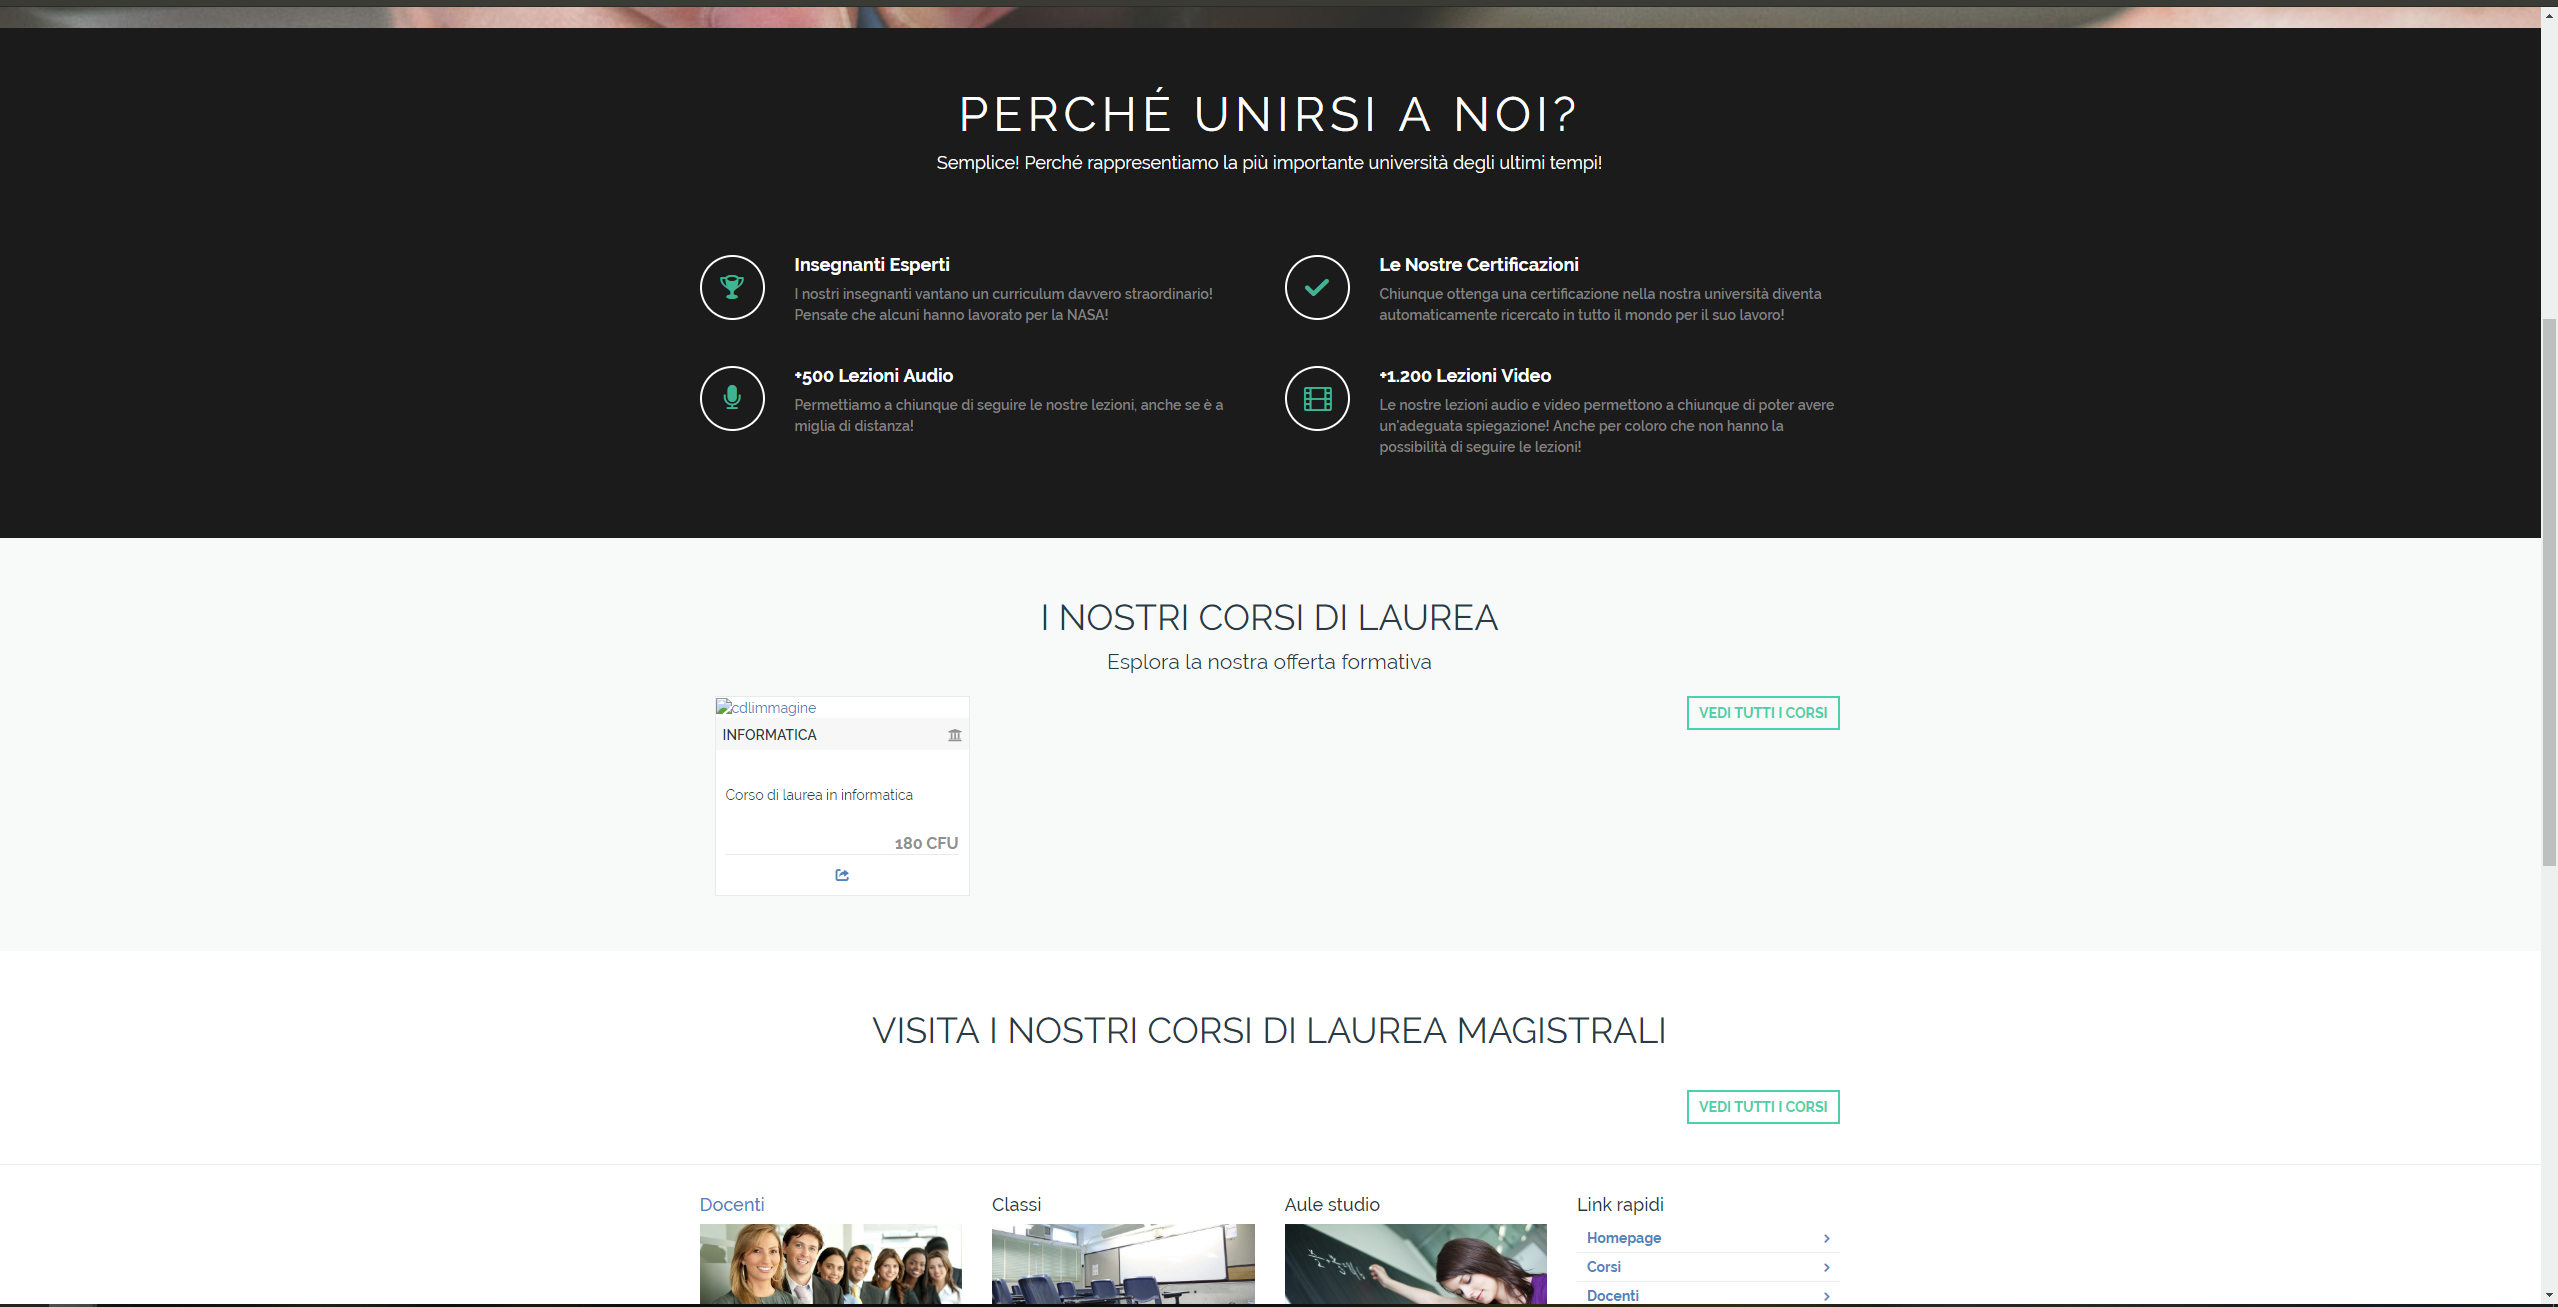 PERCHÉ UNIRSI A NOI?
Semplice! Perché rappresentiamo la più importante università degli ultimi tempi!
Insegnanti Esperti
I nostri insegnanti vantano un curriculum davvero straordinario!
Pensate che alcuni hanno lavorato per la NASA!
Le Nostre Certificazioni
Chiunque ottenga una certificazione nella nostra università diventa
automaticamente ricercato in tutto il mondo per il suo lavoro!
+500 Lezioni Audio
Permettiamo a chiunque di seguire le nostre lezioni, anche se è a
miglia di distanza!
+1.200 Lezioni Video
Le nostre lezioni audio e video permettono a chiunque di poter avere
un'adeguata spiegazione! Anche per coloro che non hanno la
possibilità di seguire le lezioni!
I NOSTRI CORSI DI LAUREA
Esplora la nostra offerta formativa
cdlimmagine
INFORMATICA
Corso di laurea in informatica
180 CFU
VEDI TUTTI I CORSI
VISITA I NOSTRI CORSI DI LAUREA MAGISTRALI
VEDI TUTTI I CORSI
Docenti
Classi
Aule studio
Link rapidi
Homepage
Corsi
Docenti